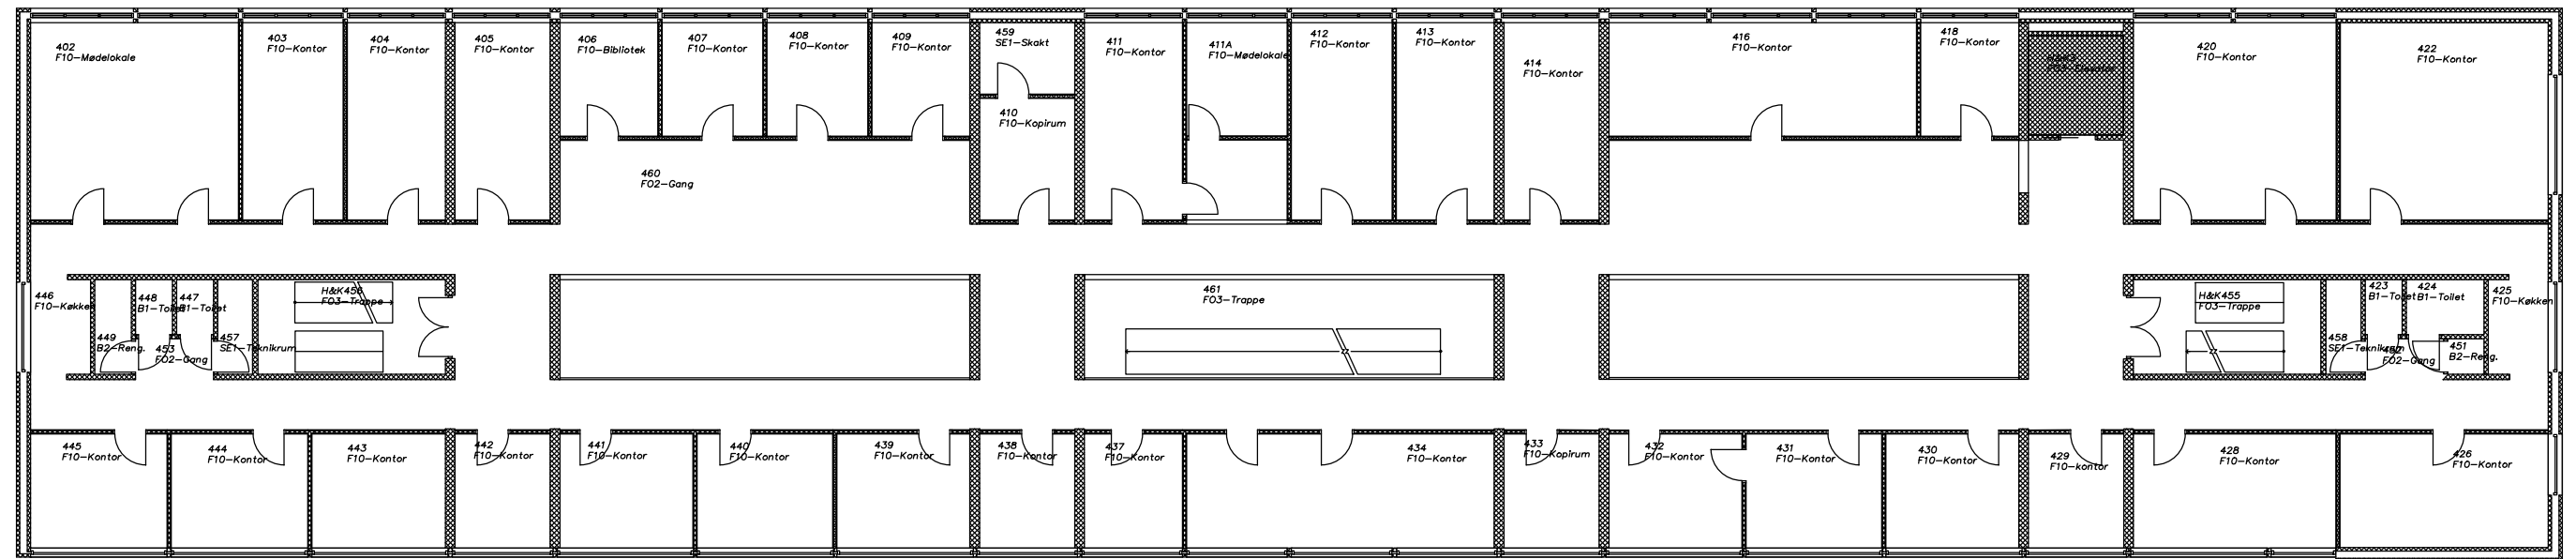 402
F10-Mødelokale
403
F10-Kontor
404
F10-Kontor
405
F10-Kontor
406
F10-Bibliotek
407
F10-Kontor
408
F10-Kontor
409
F10-Kontor
459
SE1-Skakt
410
F10-Kopirum
411
F10-Kontor
411A
F10-Mødelokale
412
F10-Kontor
413
F10-Kontor
414
F10-Kontor
416
F10-Kontor
418
F10-Kontor
420
F10-Kontor
422
F10-Kontor
460
FO2-Gang
446
F10-Køkken
449
B2-Reng.
448
B1-Toilet
447
B1-Toilet
453
FO2-Gang
457
SE1-Teknikrum
H&K456
FO3-Trappe
461
FO3-Trappe
H&K455
FO3-Trappe
458
SE1-Teknikrum
423
B1-Toilet
424
B1-Toilet
FO2-Gang
451
B2-Reng.
425
F10-Køkken
445
F10-Kontor
444
F10-Kontor
443
F10-Kontor
442
F10-Kontor
441
F10-Kontor
440
F10-Kontor
439
F10-Kontor
438
F10-Kontor
437
F10-Kontor
434
F10-Kontor
433
F10-Kopirum
432
F10-Kontor
431
F10-Kontor
430
F10-Kontor
429
F10-kontor
428
F10-Kontor
426
F10-Kontor